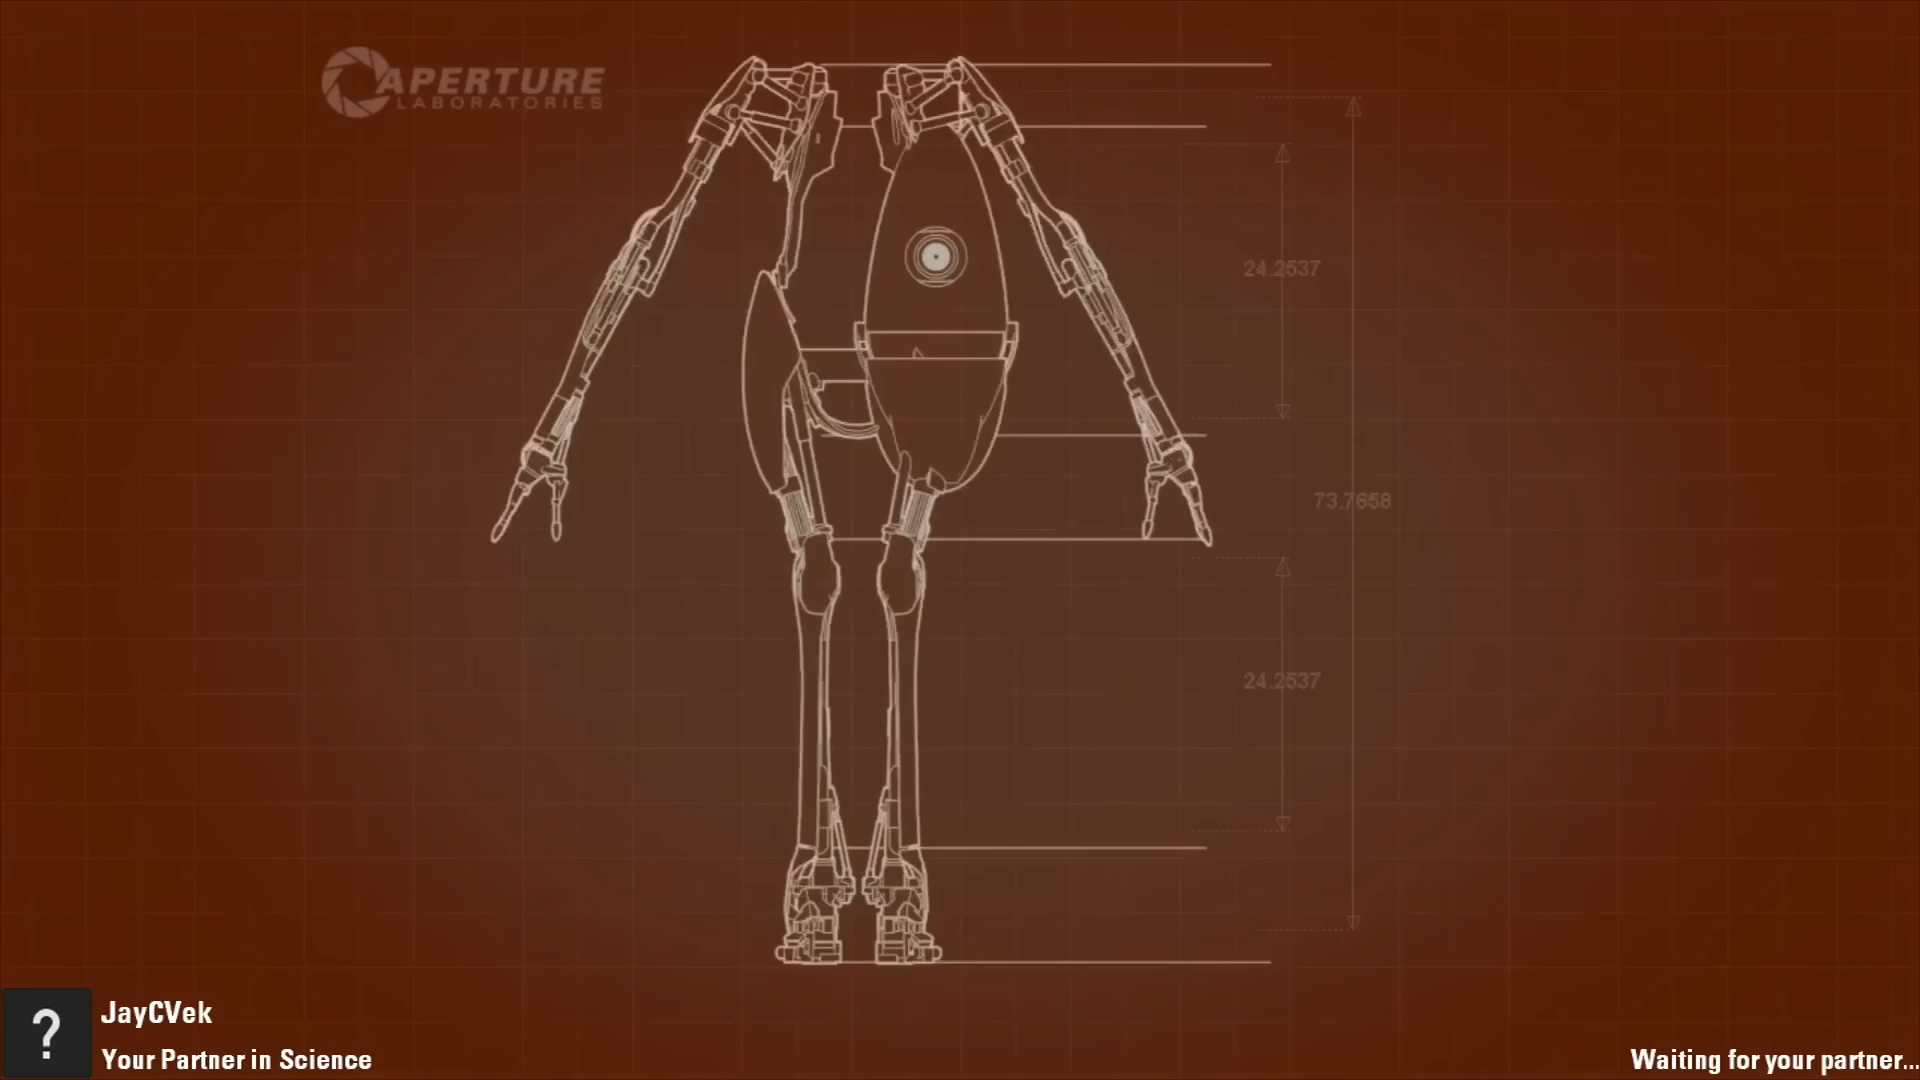 APERTURE
LABORATORIES
24.2537
73.7658
24.2537
?
JayCVek
Your Partner in Science
Waiting for your partner...